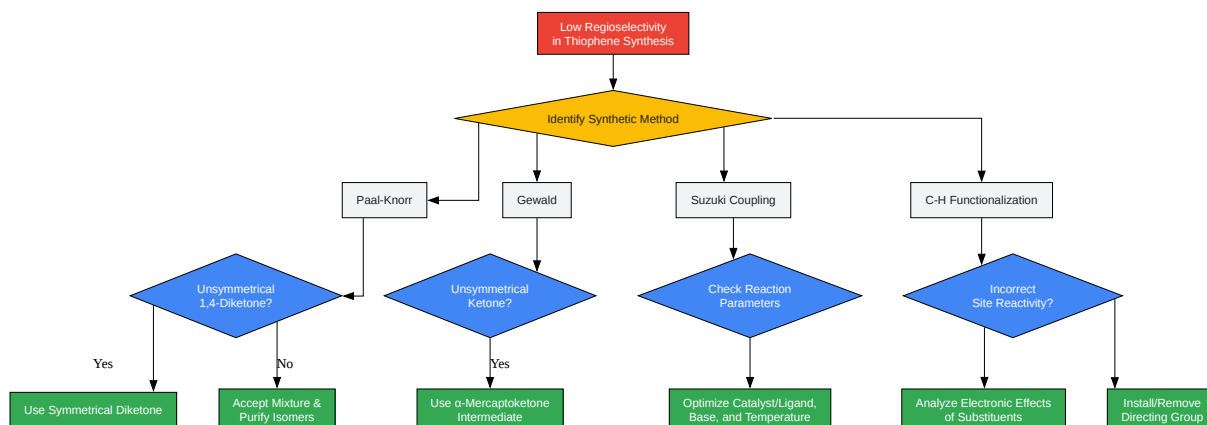 Low Regioselectivity
in Thiophene Synthesis
Identify Synthetic Method
Paal-Knorr
Gewald
Suzuki Coupling
C-H Functionalization
Unsymmetrical
1,4-Diketone?
Unsymmetrical
Ketone?
Check Reaction
Parameters
Incorrect
Site Reactivity?
Yes
No
Yes
Use Symmetrical Diketone
Accept Mixture &
Purify Isomers
Use α-Mercaptoketone
Intermediate
Optimize Catalyst/Ligand,
Base, and Temperature
Analyze Electronic Effects
of Substituents
Install/Remove
Directing Group